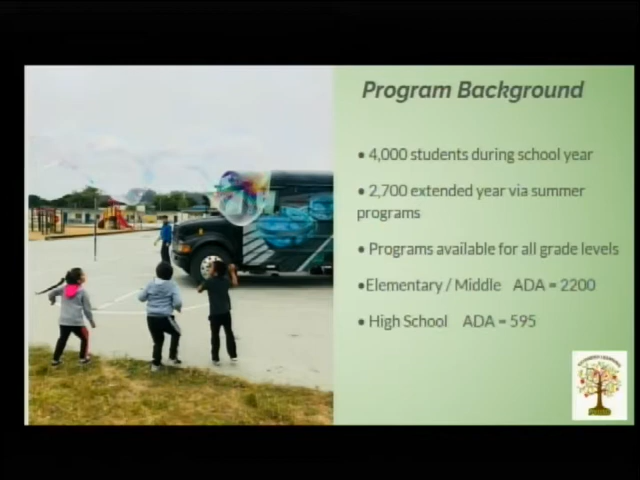 Program Background
• 4,000 students during school year
• 2,700 extended year via summer
programs
• Programs available for all grade levels
•Elementary / Middle ADA = 2200
• High School ADA = 595